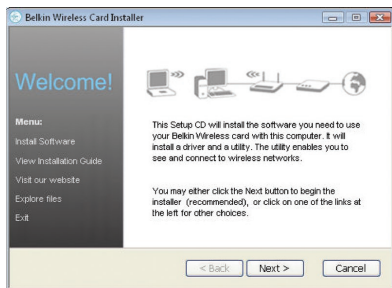 Belkin Wireless Card Installer
Welcome!
Menu:
Install Software
View Installation Guide
Visit our website
Explore files
Exit
This Setup CD will install the software you need to use
your Belkin Wireless card with this computer. It will
install a driver and a utility. The utility enables you to
see and connect to wireless networks.
You may either click the Next button to begin the
installer (recommended), or click on one of the links at
the left for other choices.
< Back
Next >
Cancel